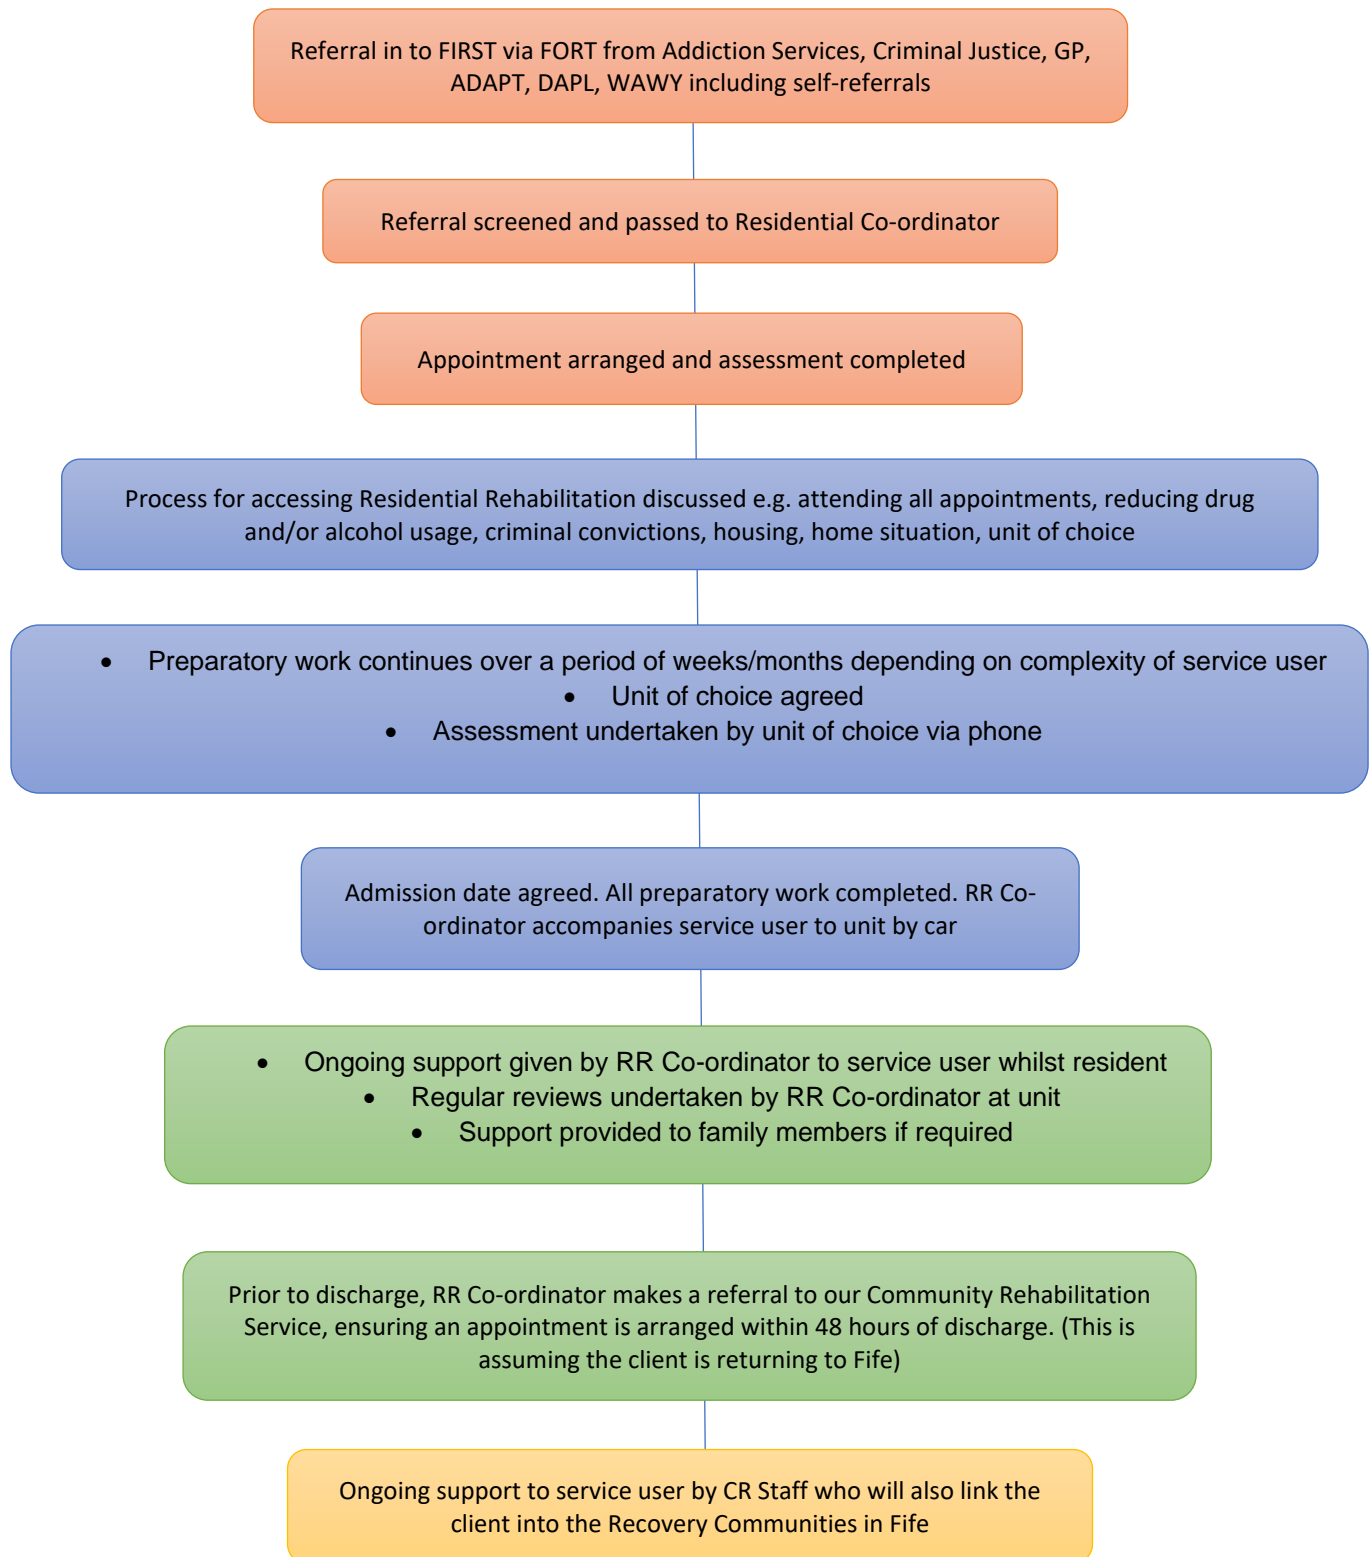 Referral in to FIRST via FORT from Addiction Services, Criminal Justice, GP,
ADAPT, DAPL, WAWY including self-referrals
Referral screened and passed to Residential Co-ordinator
Appointment arranged and assessment completed
Process for accessing Residential Rehabilitation discussed e.g. attending all appointments, reducing drug
and/or alcohol usage, criminal convictions, housing, home situation, unit of choice
• Preparatory work continues over a period of weeks/months depending on complexity of service user
• Unit of choice agreed
• Assessment undertaken by unit of choice via phone
Admission date agreed. All preparatory work completed. RR Co-
ordinator accompanies service user to unit by car
• Ongoing support given by RR Co-ordinator to service user whilst resident
• Regular reviews undertaken by RR Co-ordinator at unit
• Support provided to family members if required
Prior to discharge, RR Co-ordinator makes a referral to our Community Rehabilitation
Service, ensuring an appointment is arranged within 48 hours of discharge. (This is
assuming the client is returning to Fife)
Ongoing support to service user by CR Staff who will also link the
client into the Recovery Communities in Fife